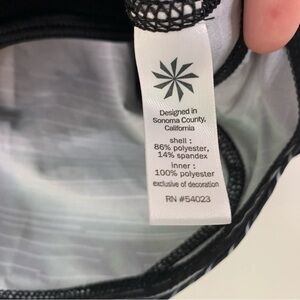 Designed in
Sonoma County,
California
shell :
86% polyester,
14% spandex
inner :
100% polyester
exclusive of decoration
RN #54023